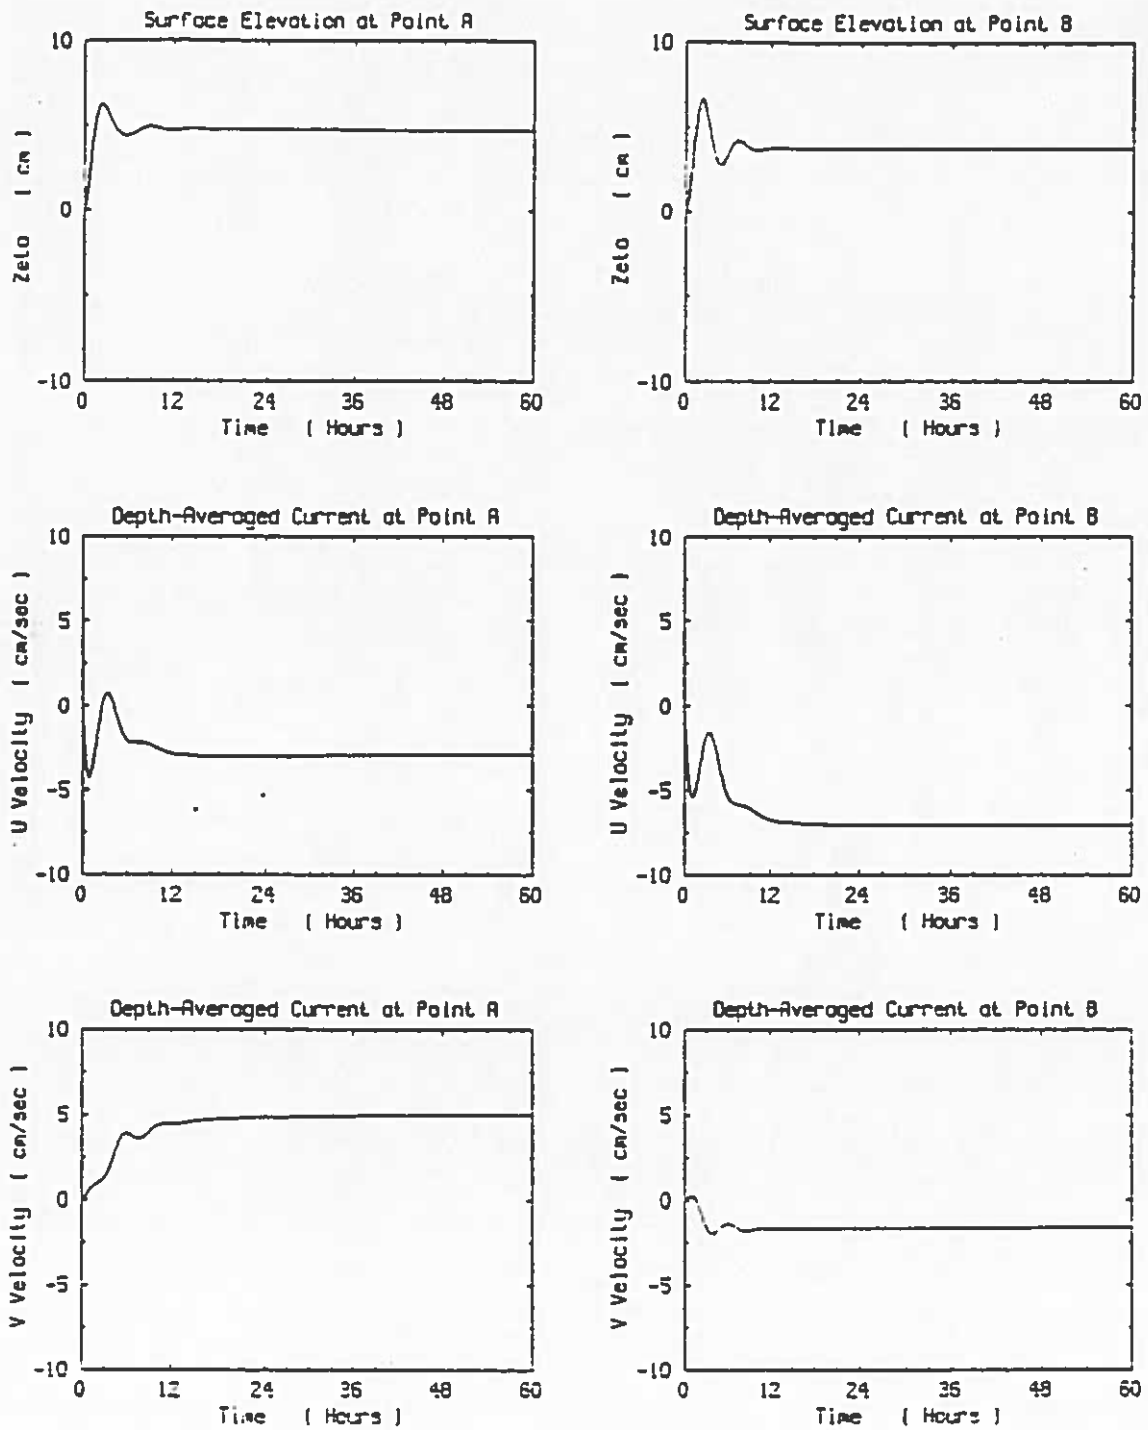 Surface Elevation at Point A
10
0
-10
Zeta ( cm )
0 12 24 36 48 60
Time ( Hours )
Surface Elevation at Point B
10
0
-10
Zeta ( cm )
0 12 24 36 48 60
Time ( Hours )
Depth-Averaged Current at Point A
10
5
0
-5
-10
U Velocity ( cm/sec )
0 12 24 36 48 60
Time ( Hours )
Depth-Averaged Current at Point B
10
5
0
-5
-10
U Velocity ( cm/sec )
0 12 24 36 48 60
Time ( Hours )
Depth-Averaged Current at Point A
10
5
0
-5
-10
V Velocity ( cm/sec )
0 12 24 36 48 60
Time ( Hours )
Depth-Averaged Current at Point B
10
5
0
-5
-10
V Velocity ( cm/sec )
0 12 24 36 48 60
Time ( Hours )